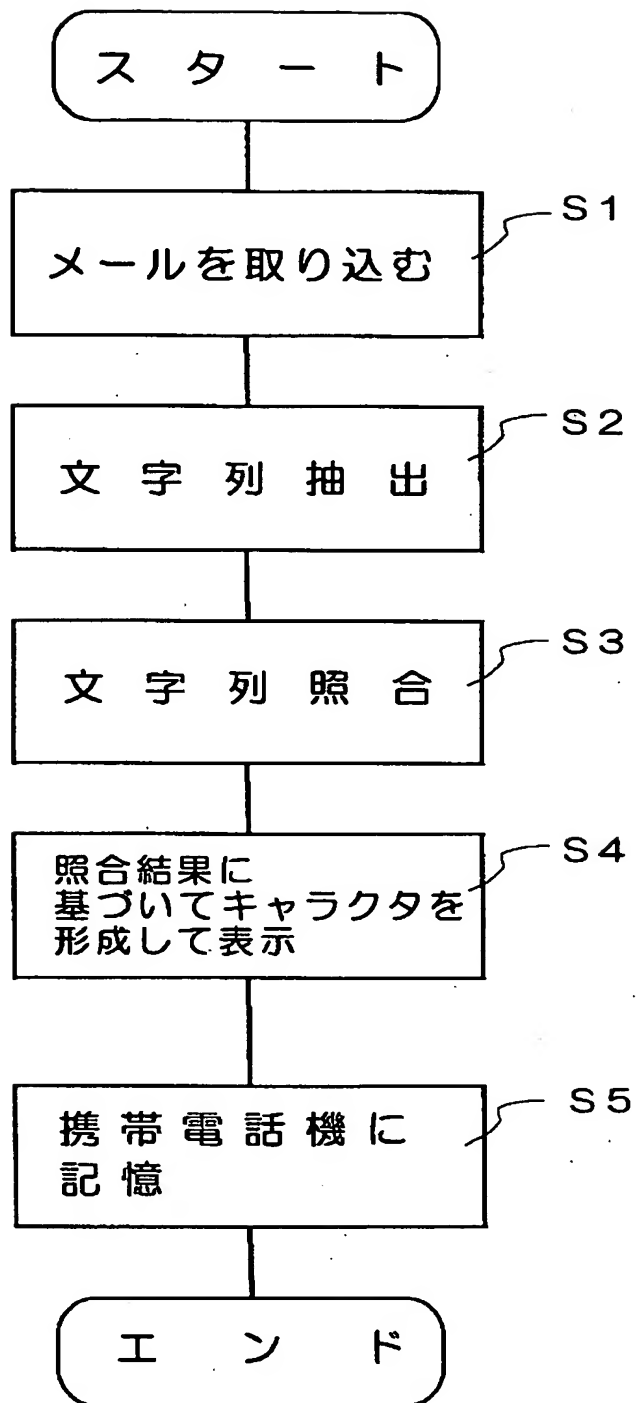 スタート
S1
メールを取り込む
S2
文字列抽出
S3
文字列照合
S4
照合結果に
基づいてキャラクタを
形成して表示
S5
携帯電話機に
記憶
エンド